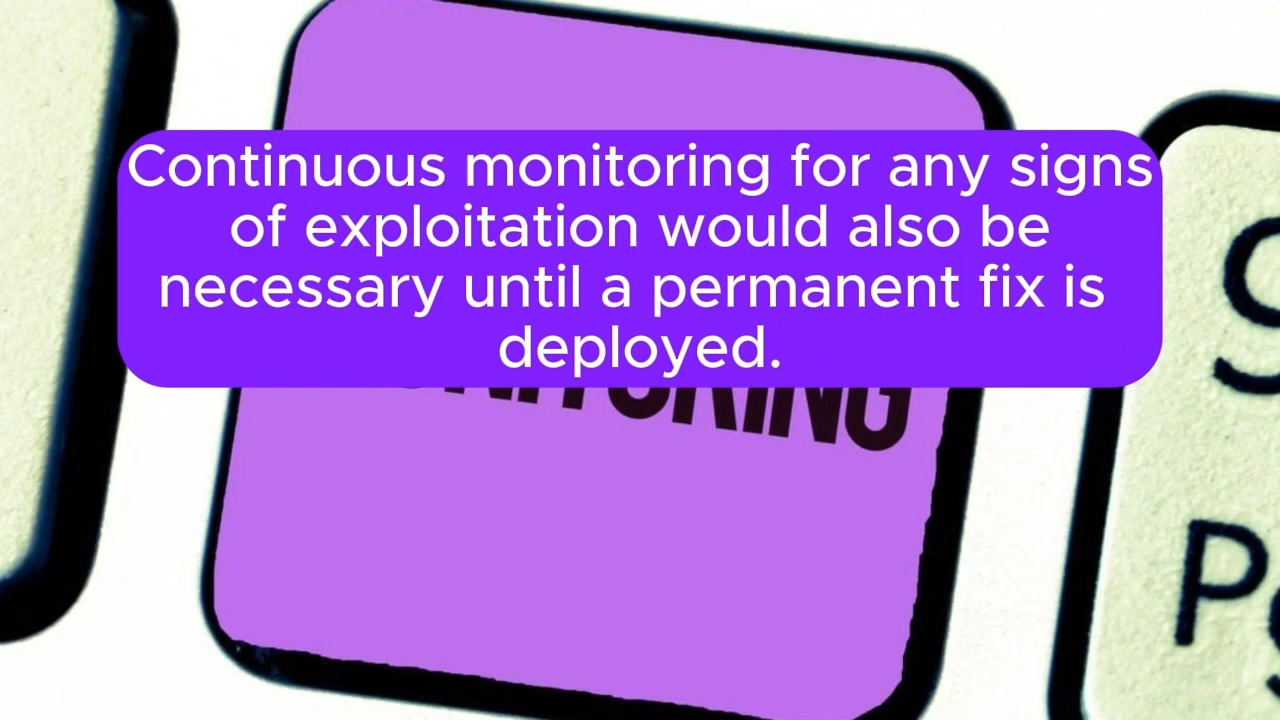 Continuous monitoring for any signs
of exploitation would also be
necessary until a permanent fix is
deployed.